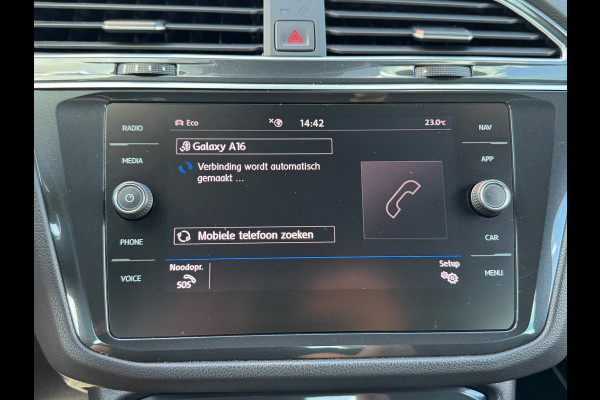 RADIO
MEDIA
PHONE
VOICE
Eco 14:42 23.0°C
Galaxy A16
Verbinding wordt automatisch
gemaakt ...
Mobiele telefoon zoeken
Noodopr. Setup
SOS
NAV
APP
CAR
MENU